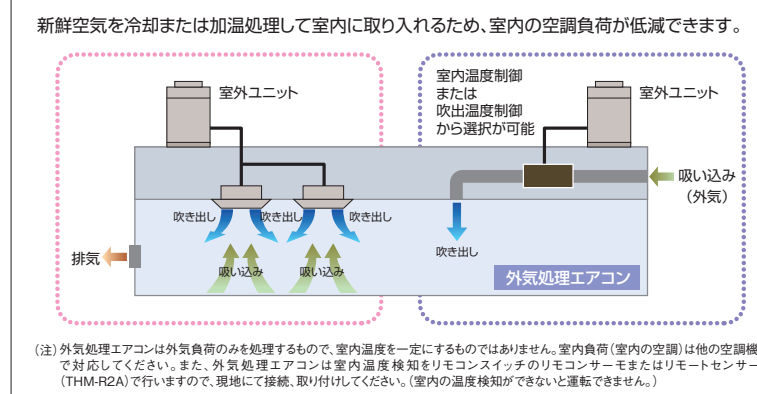 新鮮空気を冷却または加温処理して室内に取り入れるため、室内の空調負荷が低減できます。
室外ユニット
室内温度制御
または
吹出温度制御
から選択が可能
室外ユニット
吸い込み
（外気）
吹き出し
吹き出し
吹き出し
吹き出し
排気
吸い込み
吸い込み
外気処理エアコン
（注）外気処理エアコンは外気負荷のみを処理するもので、室内温度を一定にするものではありません。室内負荷（室内の空調）は他の空調機
で対応してください。また、外気処理エアコンは室内温度検知をリモコンスイッチのリモコンサーモまたはリモートセンサー
（THM-R2A）で行いますので、現地にて接続、取り付けしてください。（室内の温度検知ができないと運転できません。）